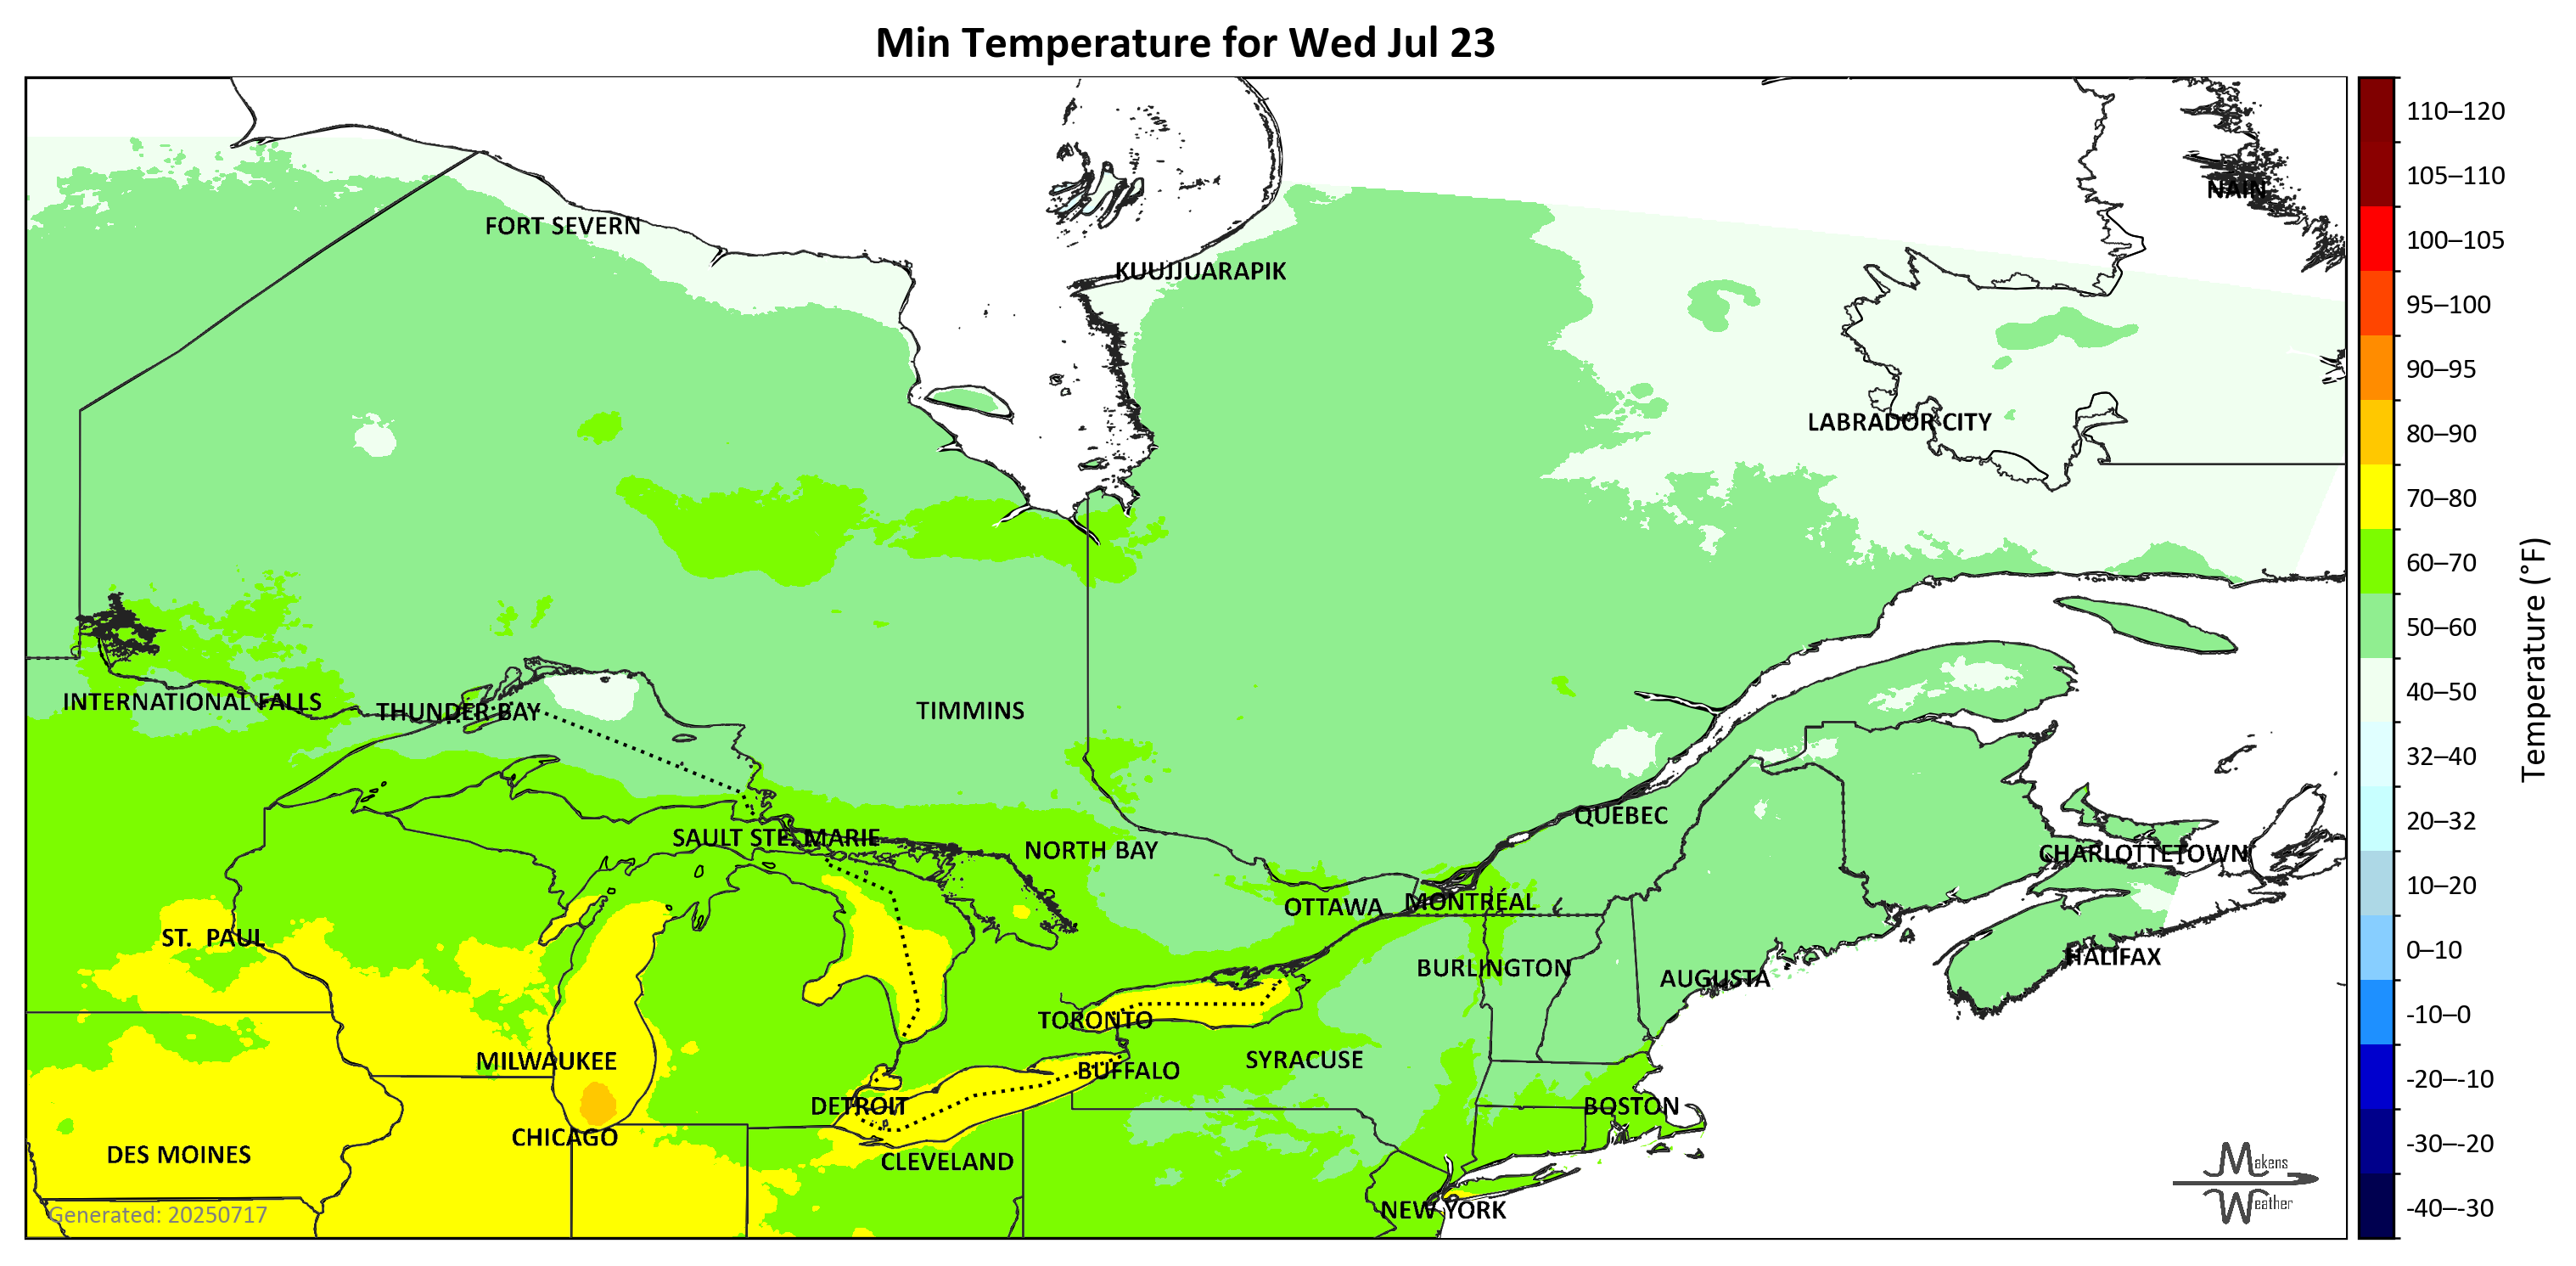 Min Temperature for Wed Jul 23
NAIN
FORT SEVERN
KUUJJUARAPIK
LABRADOR CITY
INTERNATIONAL FALLS
THUNDER BAY
TIMMINS
QUÉBEC
SAULT STE. MARIE
NORTH BAY
CHARLOTTETOWN
OTTAWA
MONTRÉAL
ST. PAUL
HALIFAX
BURLINGTON
AUGUSTA
TORONTO
MILWAUKEE
SYRACUSE
BUFFALO
DETROIT
BOSTON
CHICAGO
DES MOINES
CLEVELAND
NEW YORK
Generated: 20250717
Makens
Weather
110–120
105–110
100–105
95–100
90–95
80–90
70–80
60–70
50–60
40–50
32–40
20–32
10–20
0–10
-10–0
-20–-10
-30–-20
-40–-30
Temperature (°F)